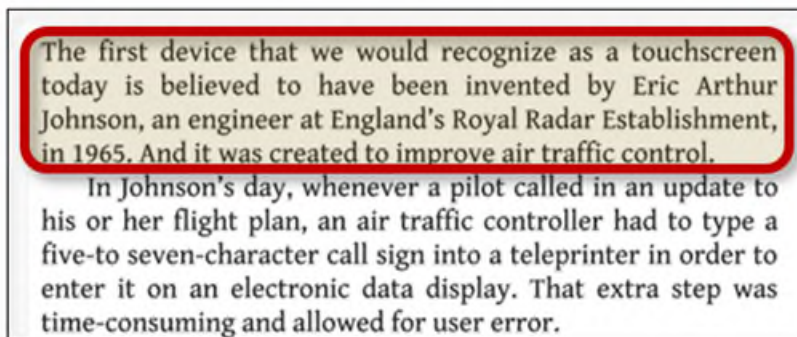 The first device that we would recognize as a touchscreen
today is believed to have been invented by Eric Arthur
Johnson, an engineer at England's Royal Radar Establishment,
in 1965. And it was created to improve air traffic control.
In Johnson's day, whenever a pilot called in an update to
his or her flight plan, an air traffic controller had to type a
five-to seven-character call sign into a teleprinter in order to
enter it on an electronic data display. That extra step was
time-consuming and allowed for user error.